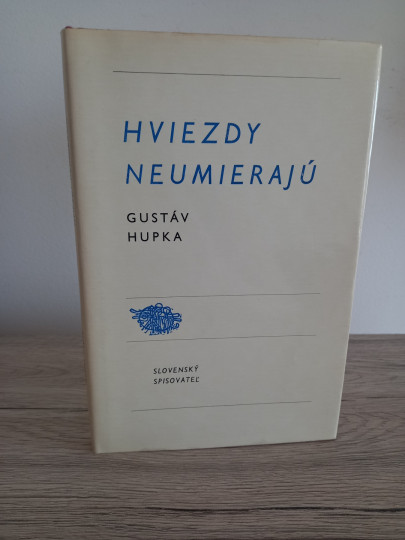 HVIEZDY
NEUMIERAJÚ
GUSTÁV
HUPKA
SLOVENSKÝ
SPISOVATEĽ